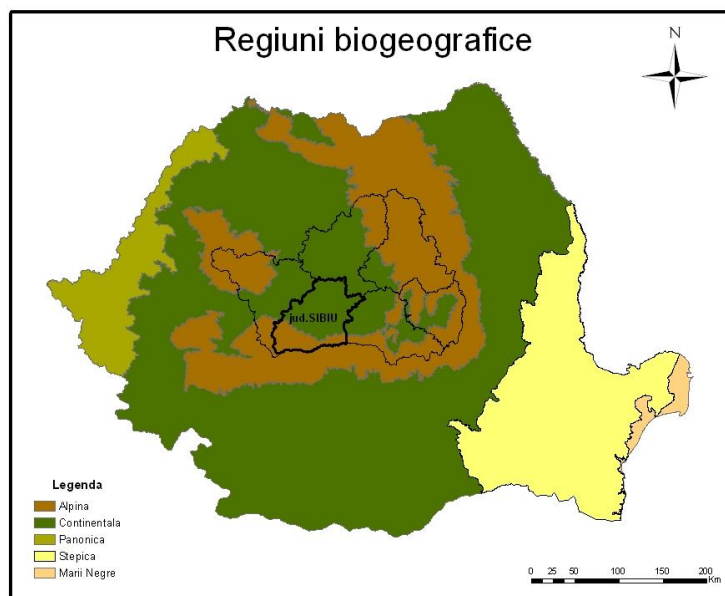 Regiuni biogeografice
N
jud.SIBIU
Legenda
Alpina
Continentala
Panonica
Stepica
Marii Negre
0 25 50 100 150 200
Km